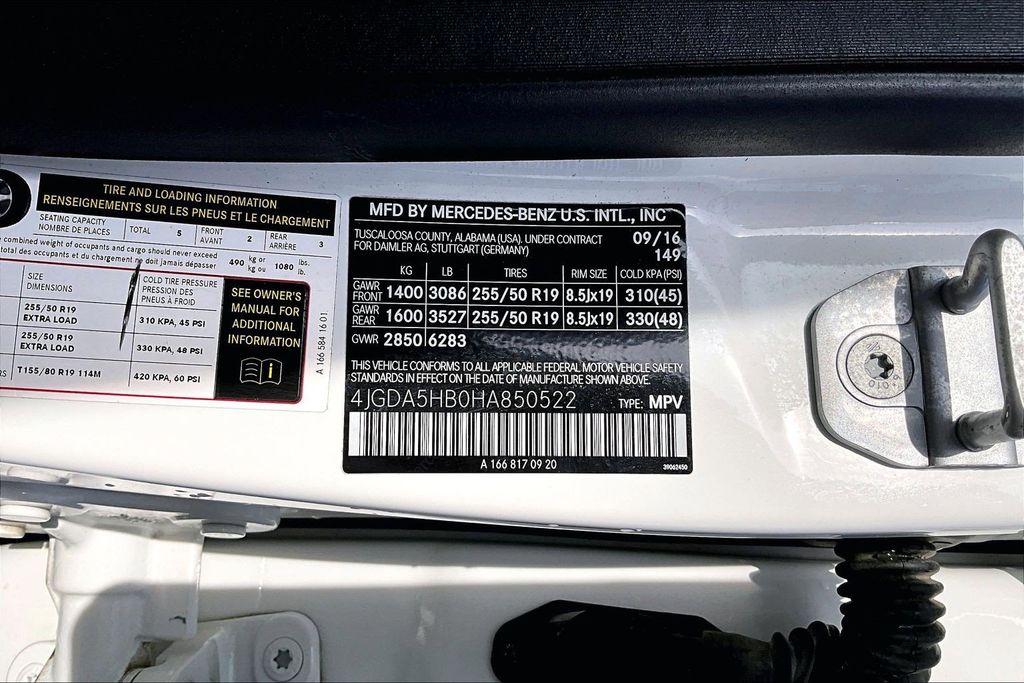 TIRE AND LOADING INFORMATION
RENSEIGNEMENTS SUR LES PNEUS ET LE CHARGEMENT
SEATING CAPACITY
NOMBRE DE PLACES
TOTAL 5
FRONT
AVANT
2
REAR
ARRIÈRE
3
combined weight of occupants and cargo should never exceed
total des occupants et du chargement ne doit jamais dépasser
490 kg or
kg ou
1080 lbs.
lb.
SIZE
DIMENSIONS
COLD TIRE PRESSURE
PRESSION DES
PNEUS À FROID
255/50 R19
EXTRA LOAD
310 KPA, 45 PSI
255/50 R19
EXTRA LOAD
330 KPA, 48 PSI
T155/80 R19 114M
420 KPA, 60 PSI
SEE OWNER'S
MANUAL FOR
ADDITIONAL
INFORMATION
A 166 584 16 01
MFD BY MERCEDES-BENZ U.S. INTL., INC
TUSCALOOSA COUNTY, ALABAMA (USA). UNDER CONTRACT
FOR DAIMLER AG, STUTTGART (GERMANY)
09/16
149
KG LB TIRES RIM SIZE COLD KPA (PSI)
GAWR
FRONT 1400 3086 255/50 R19 8.5Jx19 310(45)
GAWR
REAR 1600 3527 255/50 R19 8.5Jx19 330(48)
GVWR 2850 6283
THIS VEHICLE CONFORMS TO ALL APPLICABLE FEDERAL MOTOR VEHICLE SAFETY
STANDARDS IN EFFECT ON THE DATE OF MANUFACTURE SHOWN ABOVE.
4JGDA5HB0HA850522 TYPE: MPV
A 166 817 09 20
39062450